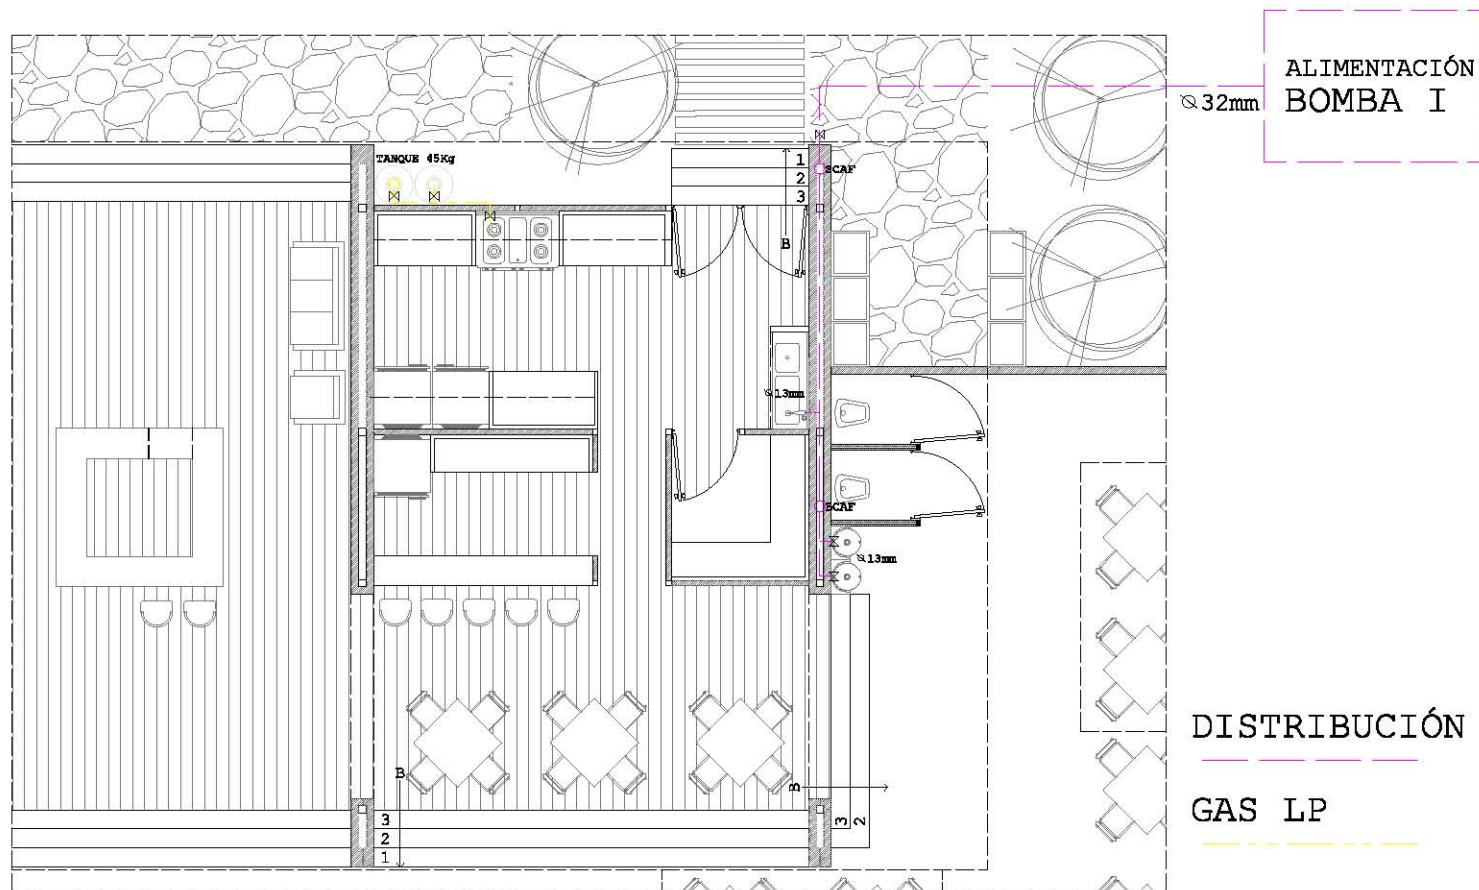 ALIMENTACIÓN
⌀32mm BOMBA I
TANQUE 45Kg
1
SCAF
2
3
B
⌀13mm
SCAF
⌀13mm
DISTRIBUCIÓN
B
B
GAS LP
3
3
2
2
1